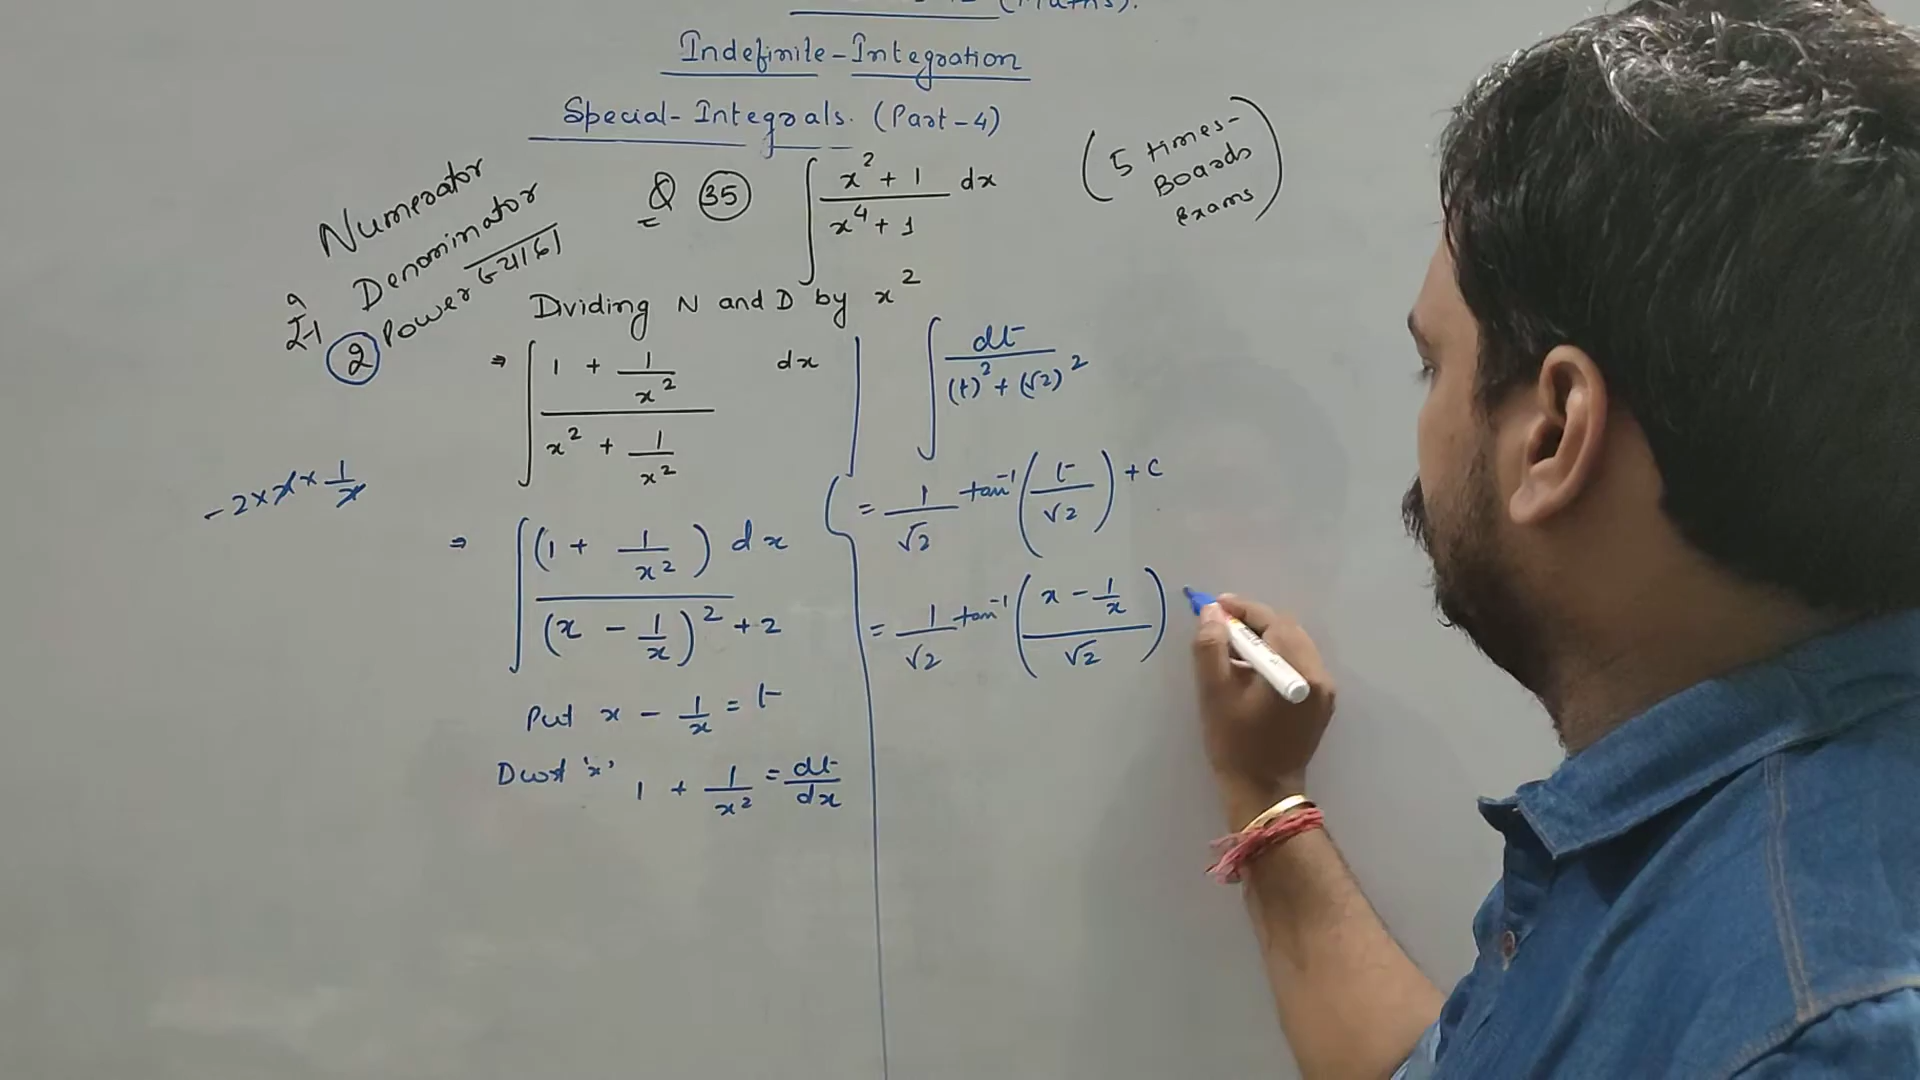 (Maths).
Indefinite-Integration
Special-Integrals. (Part-4)
Numerator
Denominator
Power
2
Q 35 ∫ (x² + 1)/(x⁴ + 1) dx
(5 times-
Boards
Exams)
Dviding N and D by x²
⇒ ∫ (1 + 1/x²)/(x² + 1/x²) dx
-2 × x × 1/x
⇒ ∫ (1 + 1/x²) dx/((x - 1/x)² + 2)
Put x - 1/x = t
Dwrt 'x' 1 + 1/x² = dt/dx
∫ dt/((t)² + (√2)²)
= 1/√2 tan⁻¹ (t/√2) + c
= 1/√2 tan⁻¹ ((x - 1/x)/√2)